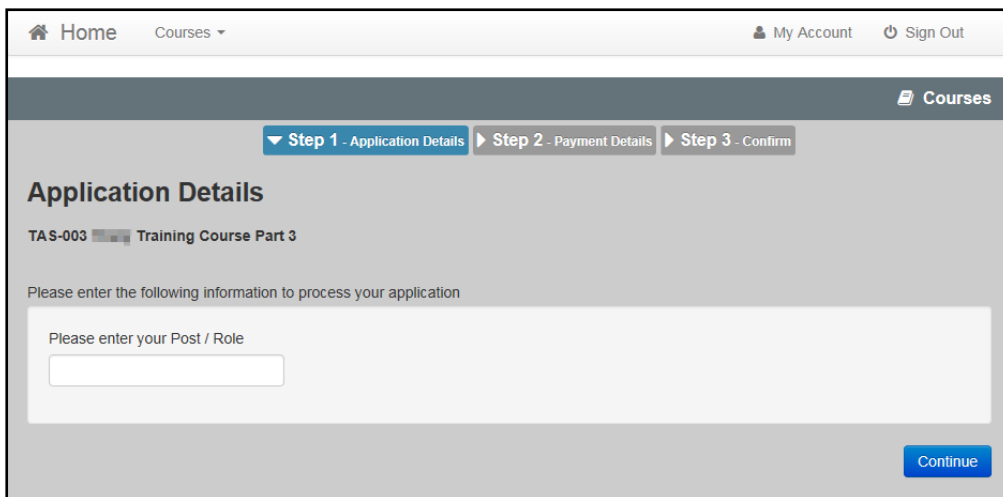 Home Courses My Account Sign Out
Courses
Step 1 - Application Details Step 2 - Payment Details Step 3 - Confirm
Application Details
TAS-003 Training Course Part 3
Please enter the following information to process your application
Please enter your Post / Role
Continue